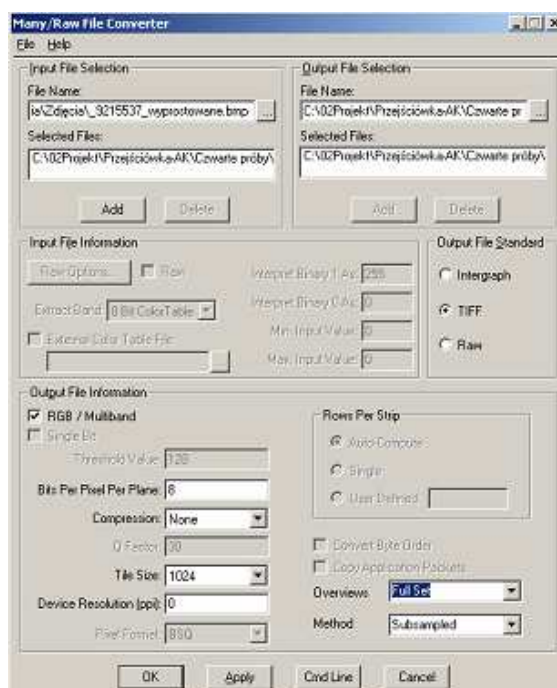 Many/Raw File Converter
File Help
Input File Selection
File Name:
ia\Zdjęcia\_9215537_wyprostowane.bmp ...
Selected Files:
C:\02Projekt\Przejściówka-AK\Czwarte próby\
Add Delete
Output File Selection
File Name:
C:\02Projekt\Przejściówka-AK\Czwarte pr ...
Selected Files:
C:\02Projekt\Przejściówka-AK\Czwarte próby\
Add Delete
Input File Information
Raw Options... Raw
Extract Band: 8 Bit ColorTable
External Color Table File:
Interpret Binary 1 As: 255
Interpret Binary 0 As: 0
Min. Input Value: 0
Max. Input Value: 0
Output File Standard
Intergraph
TIFF
Raw
Output File Information
RGB / Multiband
Single Bit
Threshold Value: 128
Bits Per Pixel Per Plane: 8
Compression: None
Q Factor: 30
Tile Size: 1024
Device Resolution (ppi): 0
Pixel Format: BSQ
Rows Per Strip
Auto Compute
Single
User Defined
Convert Byte Order
Copy Application Packets
Overviews Full Set
Method Subsampled
OK Apply Cmd Line Cancel